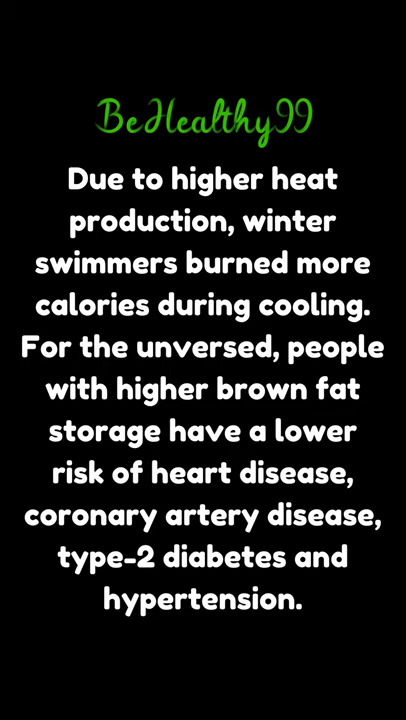 BeHealthy99
Due to higher heat
production, winter
swimmers burned more
calories during cooling.
For the unversed, people
with higher brown fat
storage have a lower
risk of heart disease,
coronary artery disease,
type-2 diabetes and
hypertension.